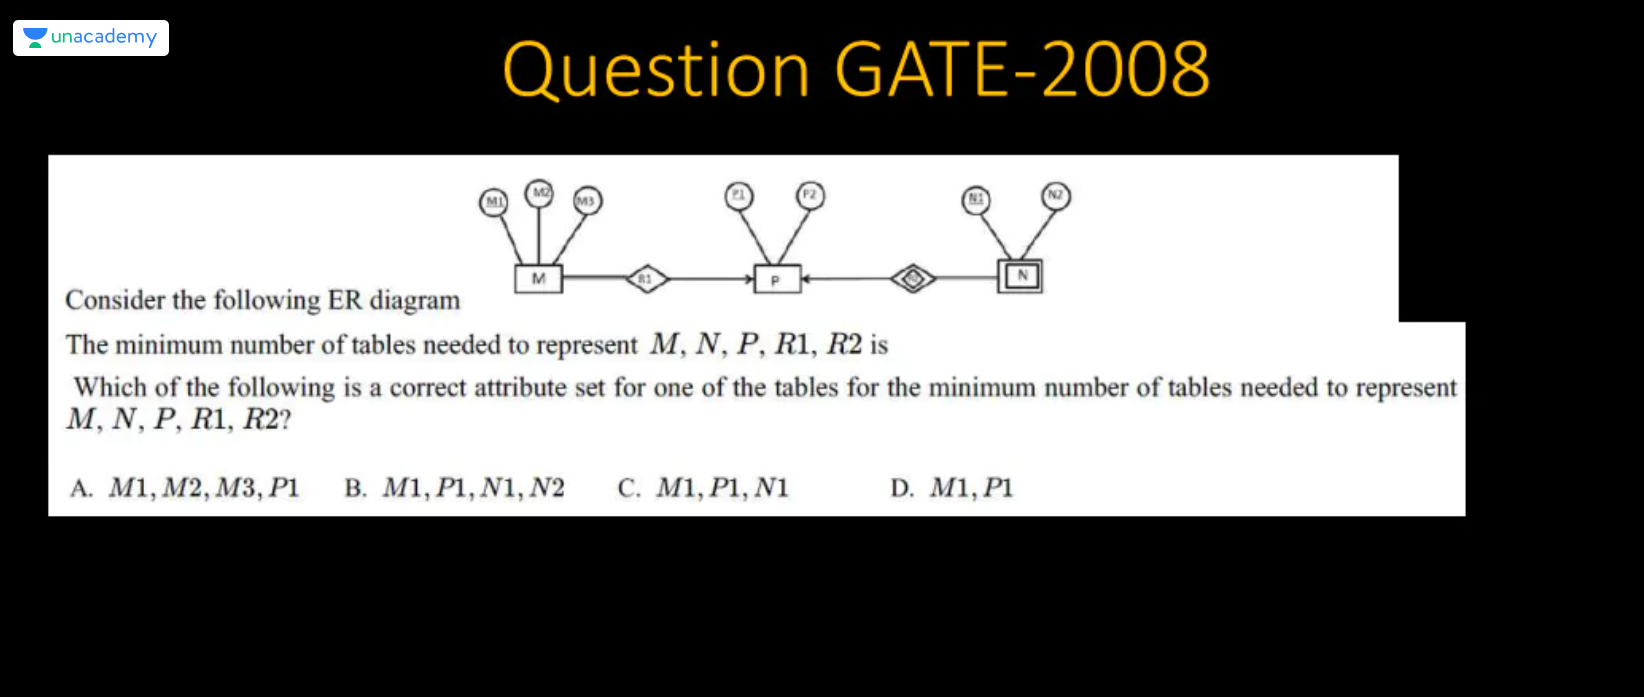 unacademy
Question GATE-2008
M1 M2 M3 P1 P2 N1 N2
M R1 P N
Consider the following ER diagram
The minimum number of tables needed to represent M, N, P, R1, R2 is
Which of the following is a correct attribute set for one of the tables for the minimum number of tables needed to represent
M, N, P, R1, R2?
A. M1, M2, M3, P1 B. M1, P1, N1, N2 C. M1, P1, N1 D. M1, P1